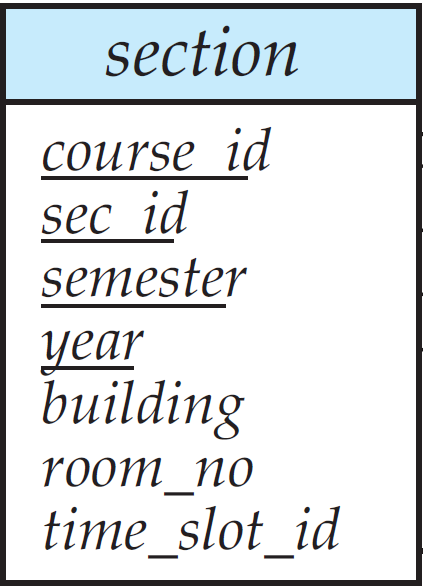 section
course_id
sec_id
semester
year
building
room_no
time_slot_id